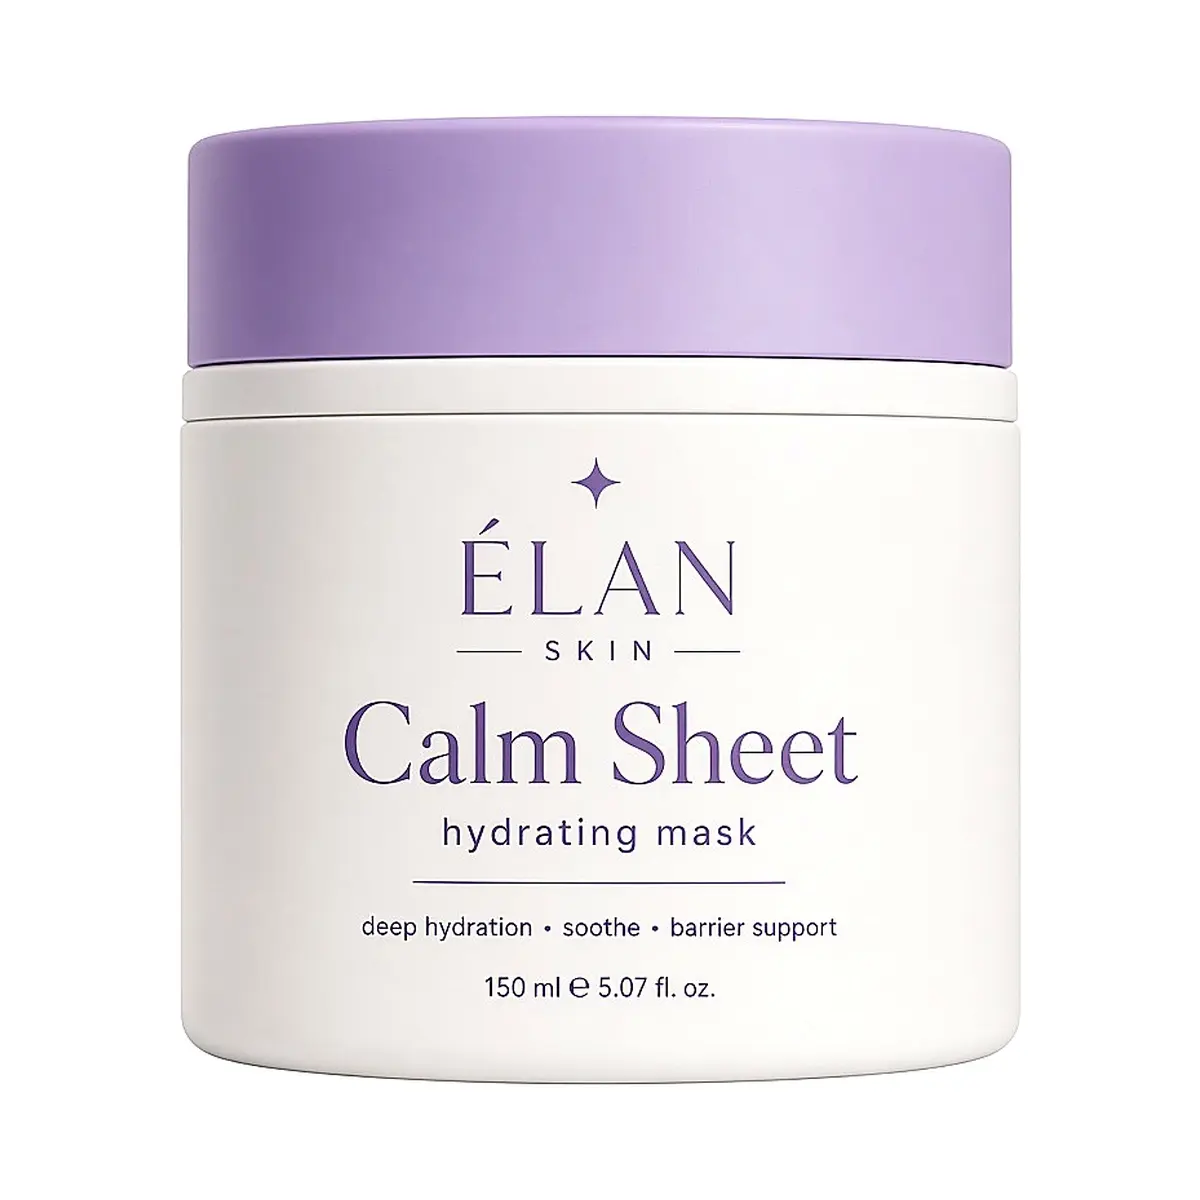 ÉLAN
SKIN
Calm Sheet
hydrating mask
deep hydration • soothe • barrier support
150 ml ℮ 5.07 fl. oz.